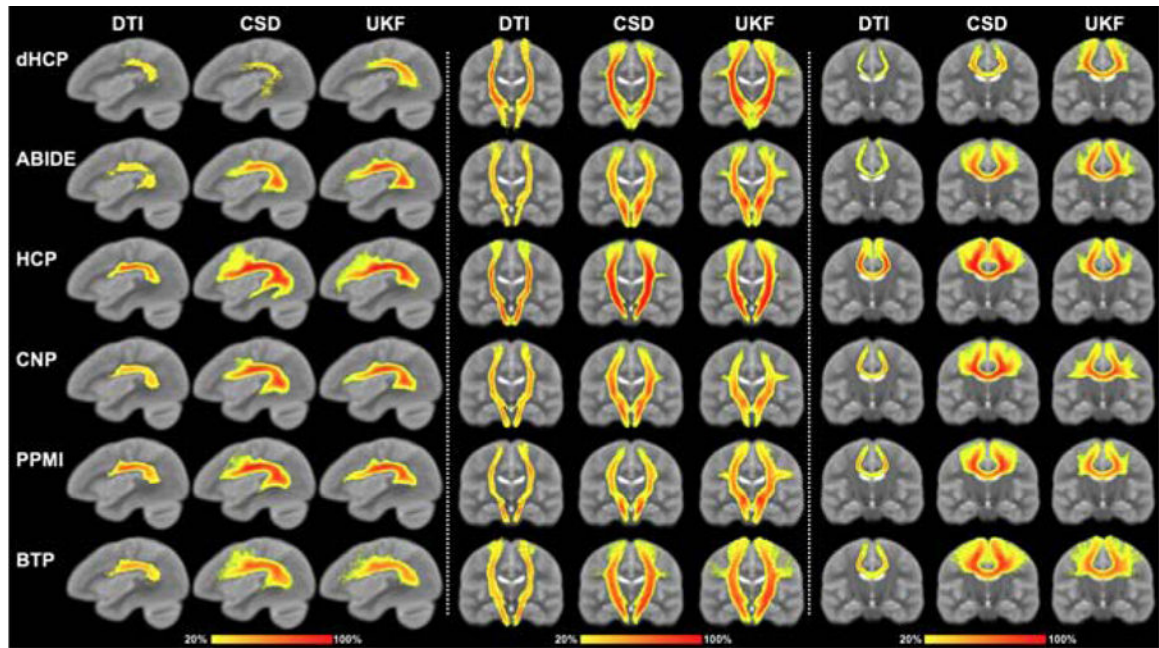 DTI CSD UKF DTI CSD UKF DTI CSD UKF
dHCP
ABIDE
HCP
CNP
PPMI
BTP
20% 100% 20% 100% 20% 100%